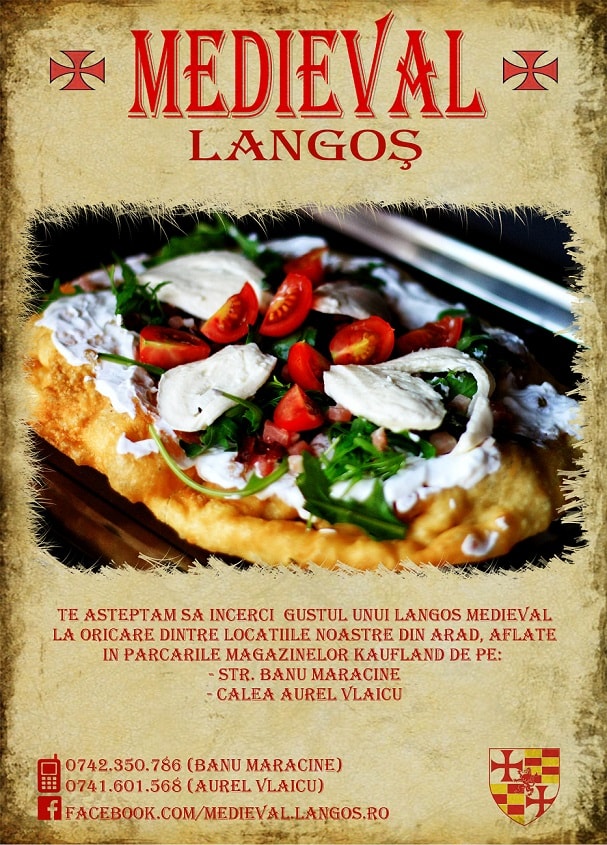 MEDIEVAL
LANGOŞ
TE ASTEPTAM SA INCERCI GUSTUL UNUI LANGOS MEDIEVAL
LA ORICARE DINTRE LOCATIILE NOASTRE DIN ARAD, AFLATE
IN PARCARILE MAGAZINELOR KAUFLAND DE PE:
- STR. BANU MARACINE
- CALEA AUREL VLAICU
0742.350.786 (BANU MARACINE)
0741.601.568 (AUREL VLAICU)
FACEBOOK.COM/MEDIEVAL.LANGOS.RO